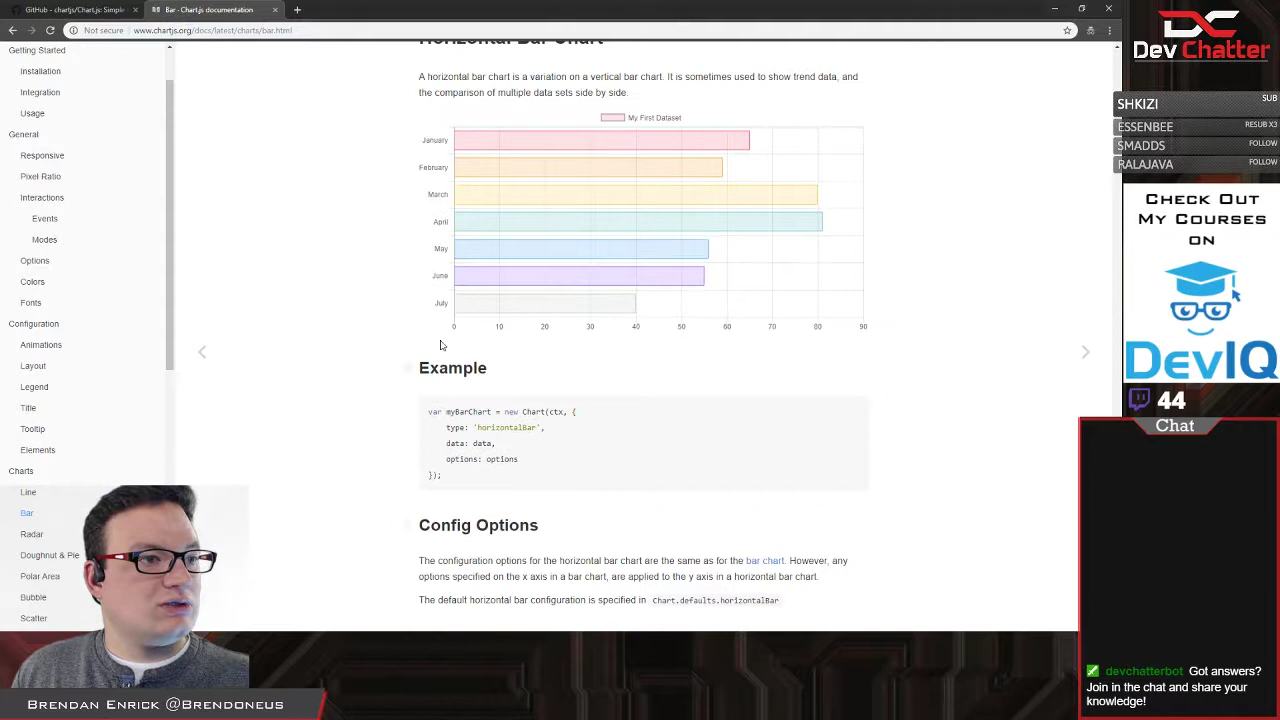 GitHub - chartjs/Chart.js: Simple
Bar · Chart.js documentation
Not secure
www.chartjs.org/docs/latest/charts/bar.html
Getting Started
Installation
Integration
Usage
General
Responsive
Pixel Ratio
Interactions
Events
Modes
Options
Colors
Fonts
Configuration
Animations
Layout
Legend
Title
Tooltip
Elements
Charts
Line
Bar
Radar
Doughnut & Pie
Polar Area
Bubble
Scatter
Horizontal Bar Chart
A horizontal bar chart is a variation on a vertical bar chart. It is sometimes used to show trend data, and
the comparison of multiple data sets side by side.
My First Dataset
January
February
March
April
May
June
July
0 10 20 30 40 50 60 70 80 90
Example
var myBarChart = new Chart(ctx, {
type: 'horizontalBar',
data: data,
options: options
});
Config Options
The configuration options for the horizontal bar chart are the same as for the bar chart. However, any
options specified on the x axis in a bar chart, are applied to the y axis in a horizontal bar chart.
The default horizontal bar configuration is specified in Chart.defaults.horizontalBar
DC
Dev Chatter
SHKIZI SUB
ESSENBEE RESUB X3
SMADDS FOLLOW
RALAJAVA FOLLOW
Check Out
My Courses
on
DevIQ
44
Chat
devchatterbot Got answers?
Join in the chat and share your
knowledge!
BRENDAN ENRICK @BRENDONEUS